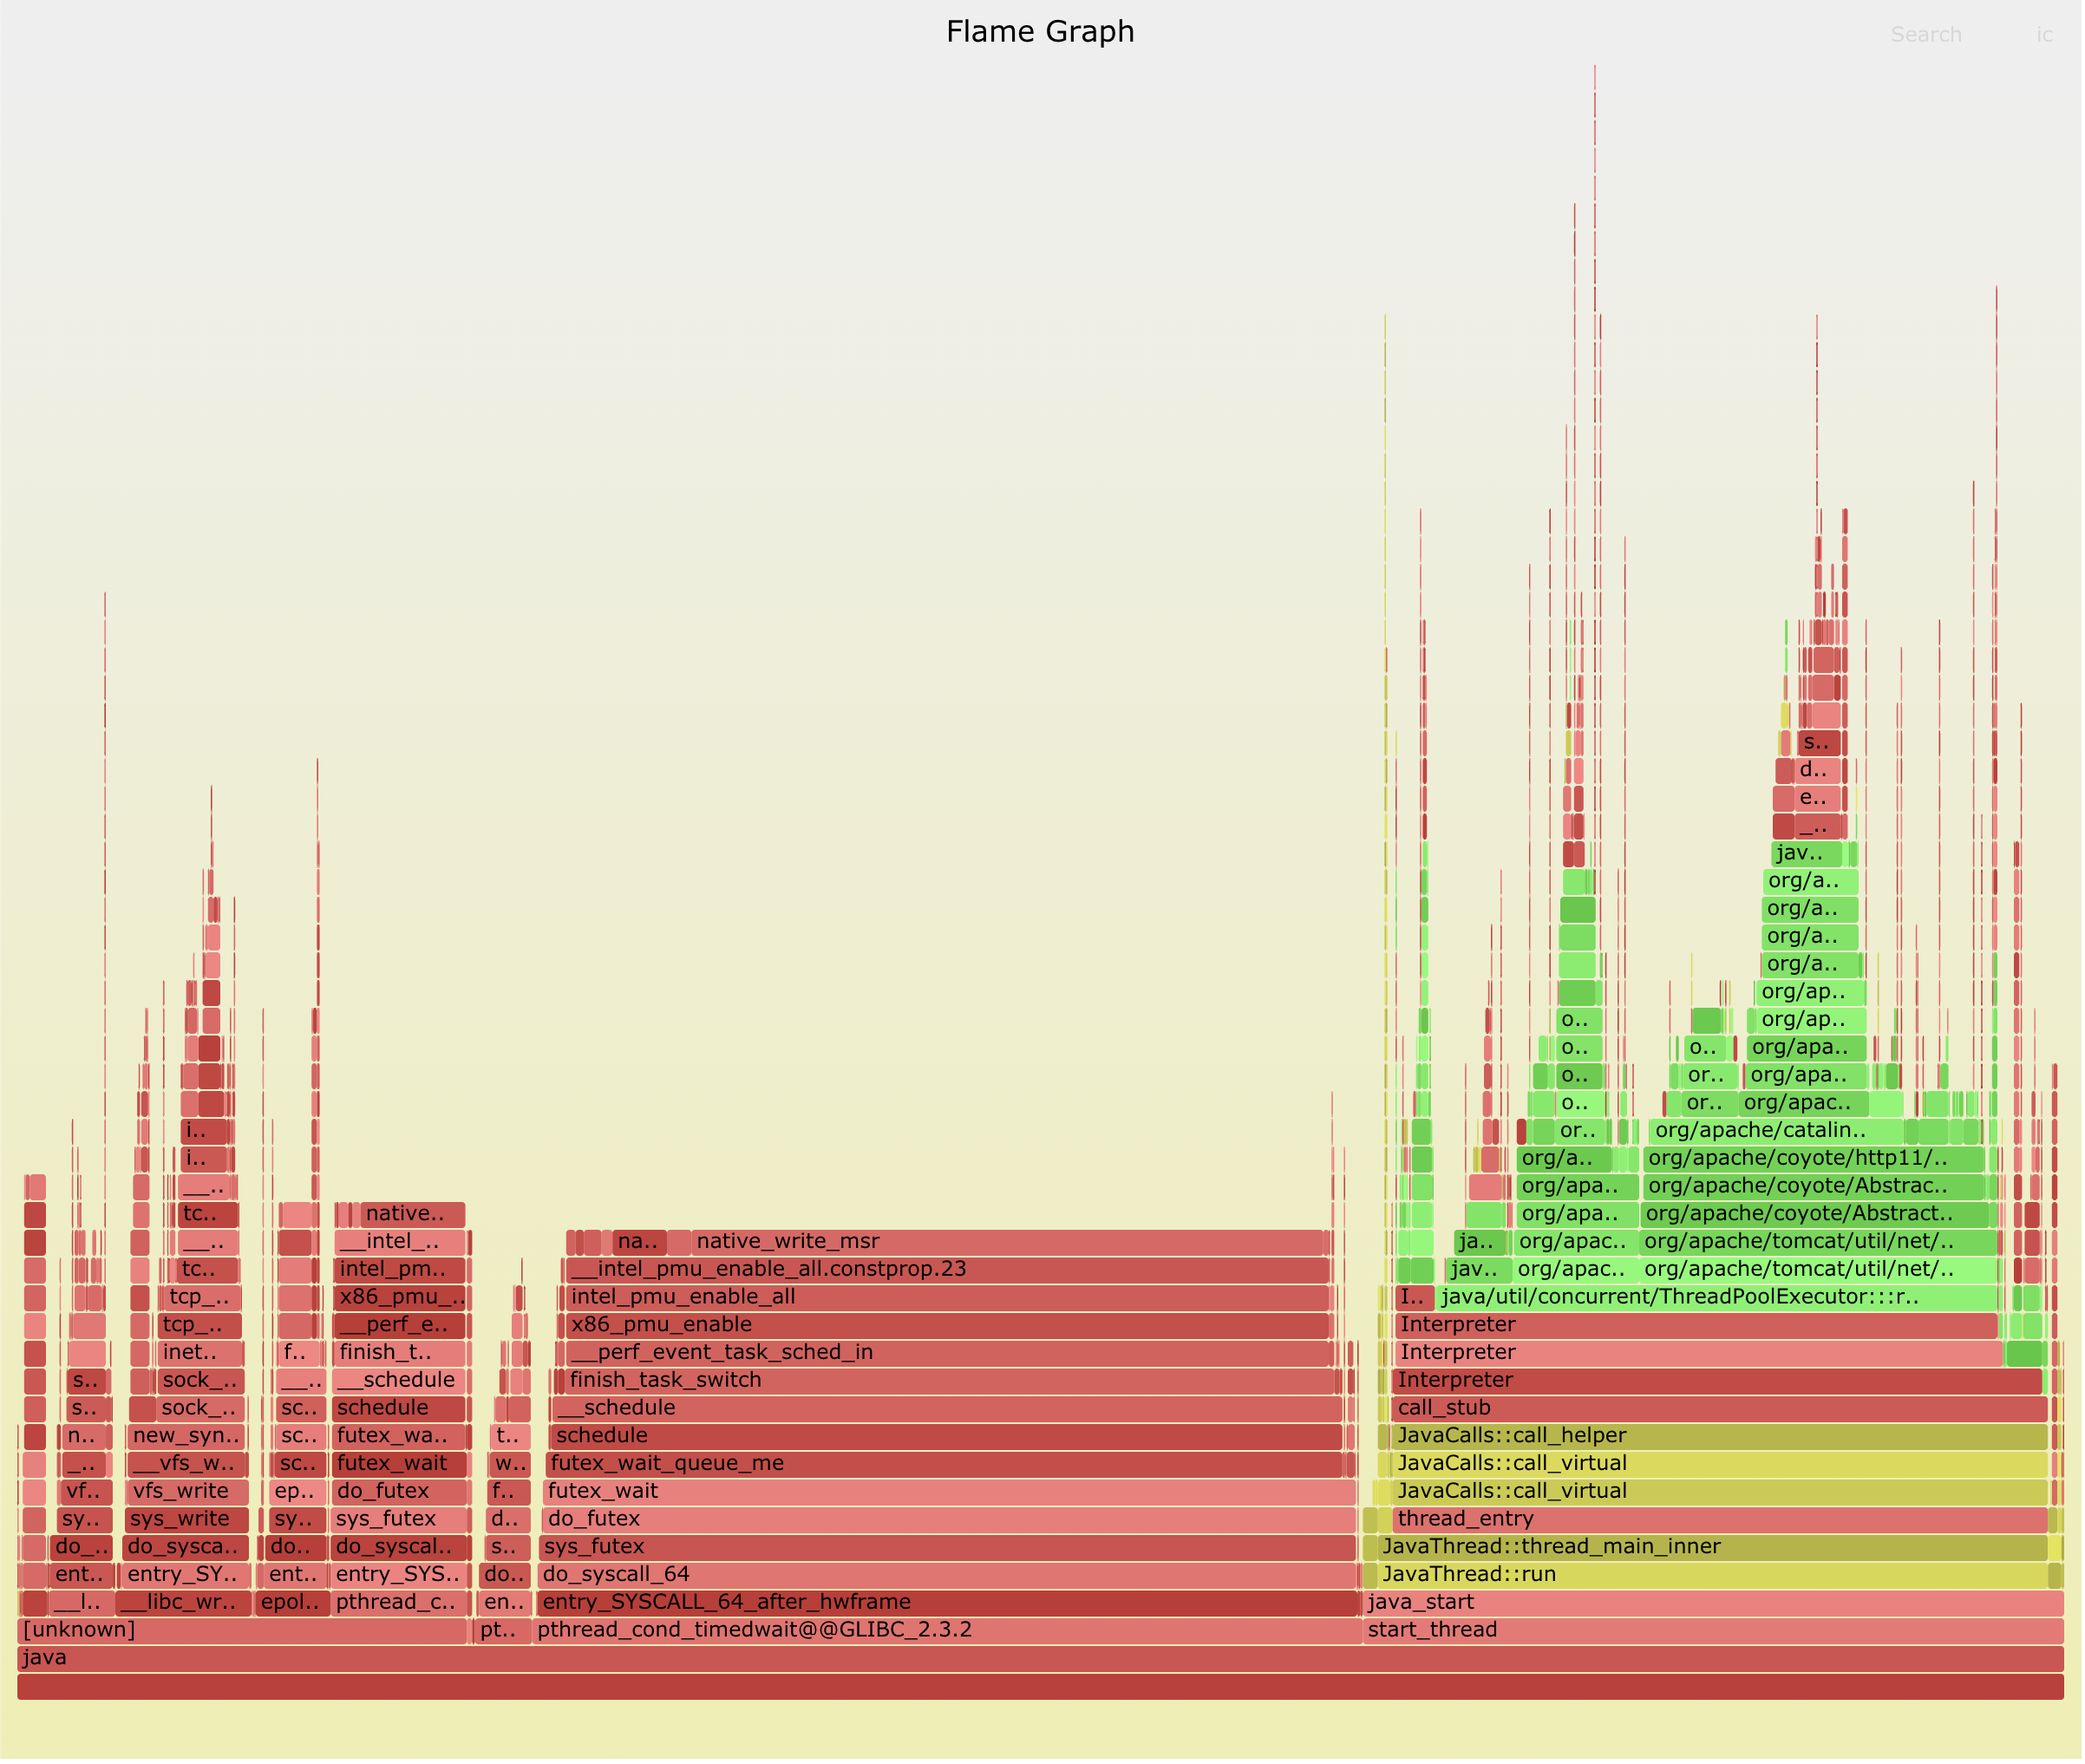 Flame Graph
Search ic
s..
d..
e..
_..
jav..
org/a..
org/a..
org/a..
org/a..
org/ap..
o.. org/ap..
o.. o.. org/apa..
o.. or.. org/apa..
o.. or.. org/apac..
i.. or.. org/apache/catalin..
i.. org/a.. org/apache/coyote/http11/..
__.. org/apa.. org/apache/coyote/Abstrac..
tc.. native.. org/apa.. org/apache/coyote/Abstract..
__.. __intel_.. na.. native_write_msr ja.. org/apac.. org/apache/tomcat/util/net/..
tc.. intel_pm.. __intel_pmu_enable_all.constprop.23 jav.. org/apac.. org/apache/tomcat/util/net/..
tcp_.. x86_pmu_.. intel_pmu_enable_all I.. java/util/concurrent/ThreadPoolExecutor:::r..
tcp_.. __perf_e.. x86_pmu_enable Interpreter
inet.. f.. finish_t.. __perf_event_task_sched_in Interpreter
s.. sock_.. __.. __schedule finish_task_switch Interpreter
s.. sock_.. sc.. schedule __schedule call_stub
n.. new_syn.. sc.. futex_wa.. t.. schedule JavaCalls::call_helper
_.. __vfs_w.. sc.. futex_wait w.. futex_wait_queue_me JavaCalls::call_virtual
vf.. vfs_write ep.. do_futex f.. futex_wait JavaCalls::call_virtual
sy.. sys_write sy.. sys_futex d.. do_futex thread_entry
do_.. do_sysca.. do.. do_syscal.. s.. sys_futex JavaThread::thread_main_inner
ent.. entry_SY.. ent.. entry_SYS.. do.. do_syscall_64 JavaThread::run
__l.. __libc_wr.. epol.. pthread_c.. en.. entry_SYSCALL_64_after_hwframe java_start
[unknown] pt.. pthread_cond_timedwait@@GLIBC_2.3.2 start_thread
java